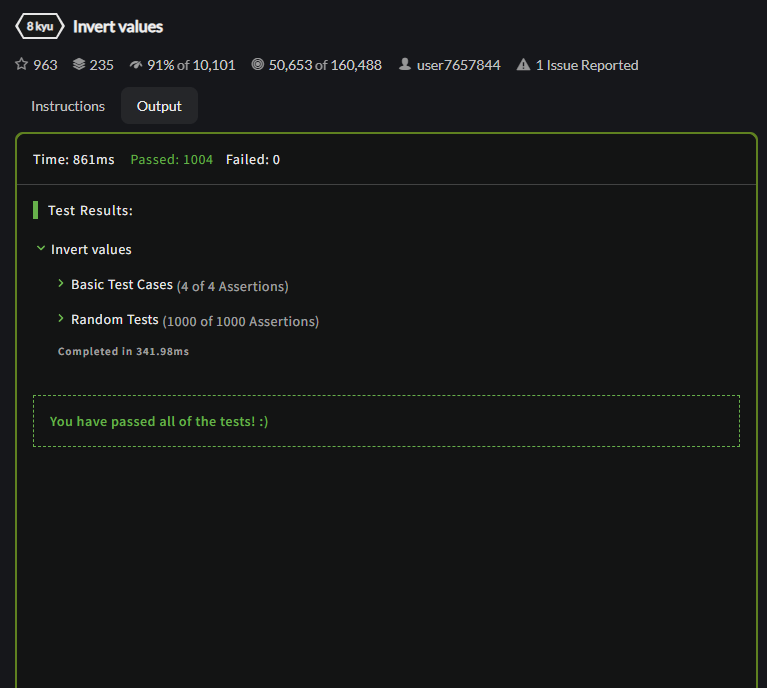 8 kyu Invert values
963 235 91% of 10,101 50,653 of 160,488 user7657844 1 Issue Reported
Instructions Output
Time: 861ms Passed: 1004 Failed: 0
Test Results:
Invert values
Basic Test Cases (4 of 4 Assertions)
Random Tests (1000 of 1000 Assertions)
Completed in 341.98ms
You have passed all of the tests! :)